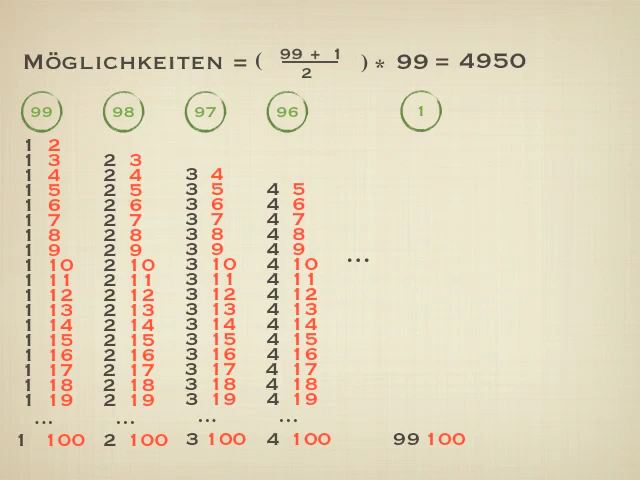 MÖGLICHKEITEN = ( 99 + 1 / 2 ) * 99 = 4950
99 98 97 96 1
1 2
1 3 2 3
1 4 2 4 3 4
1 5 2 5 3 5 4 5
1 6 2 6 3 6 4 6
1 7 2 7 3 7 4 7
1 8 2 8 3 8 4 8
1 9 2 9 3 9 4 9
1 10 2 10 3 10 4 10 ...
1 11 2 11 3 11 4 11
1 12 2 12 3 12 4 12
1 13 2 13 3 13 4 13
1 14 2 14 3 14 4 14
1 15 2 15 3 15 4 15
1 16 2 16 3 16 4 16
1 17 2 17 3 17 4 17
1 18 2 18 3 18 4 18
1 19 2 19 3 19 4 19
... ... ... ...
1 100 2 100 3 100 4 100 99 100